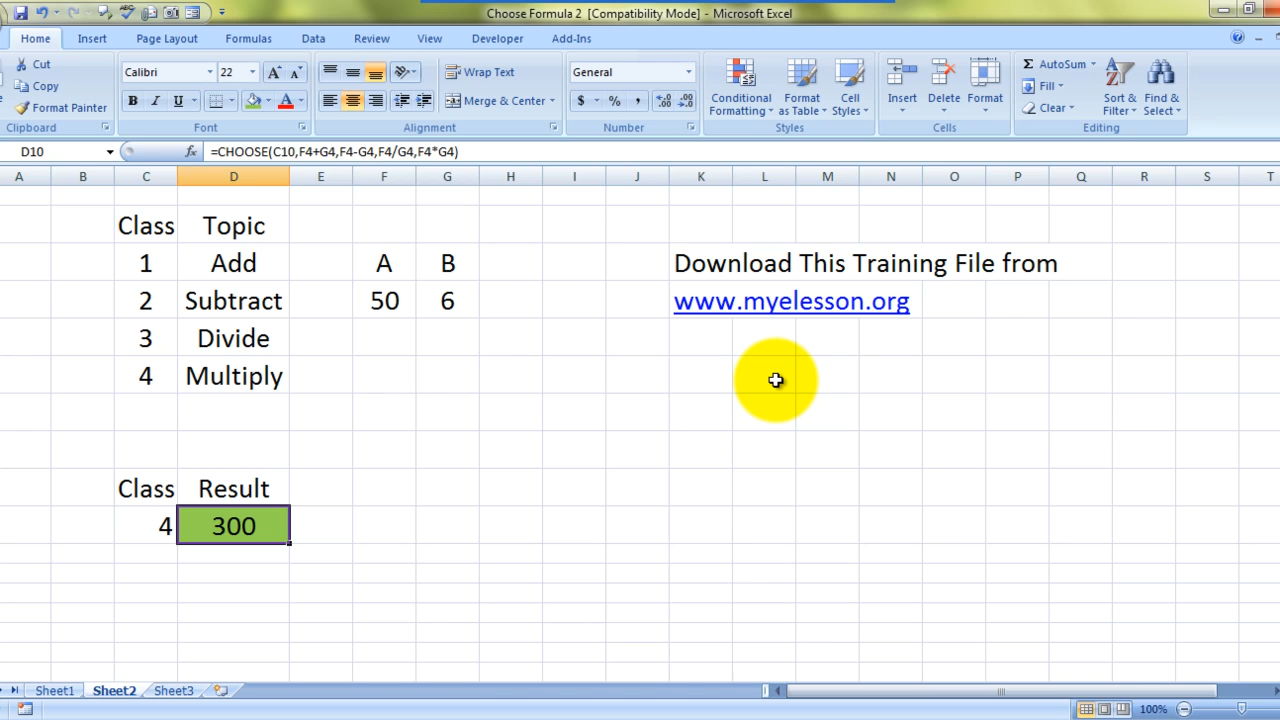 Choose Formula 2 [Compatibility Mode] - Microsoft Excel
Home Insert Page Layout Formulas Data Review View Developer Add-Ins
Cut
Copy
Format Painter
Clipboard
Calibri 22
B I U A
Font
Wrap Text
Merge & Center
Alignment
General
$ % ,
Number
Conditional Formatting
Format as Table
Cell Styles
Styles
Insert Delete Format
Cells
AutoSum
Fill
Clear
Sort & Filter
Find & Select
Editing
D10 fx =CHOOSE(C10,F4+G4,F4-G4,F4/G4,F4*G4)
A B C D E F G H I J K L M N O P Q R S T
Class Topic
1 Add A B Download This Training File from
2 Subtract 50 6 www.myelesson.org
3 Divide
4 Multiply
Class Result
4 300
Sheet1 Sheet2 Sheet3
100%